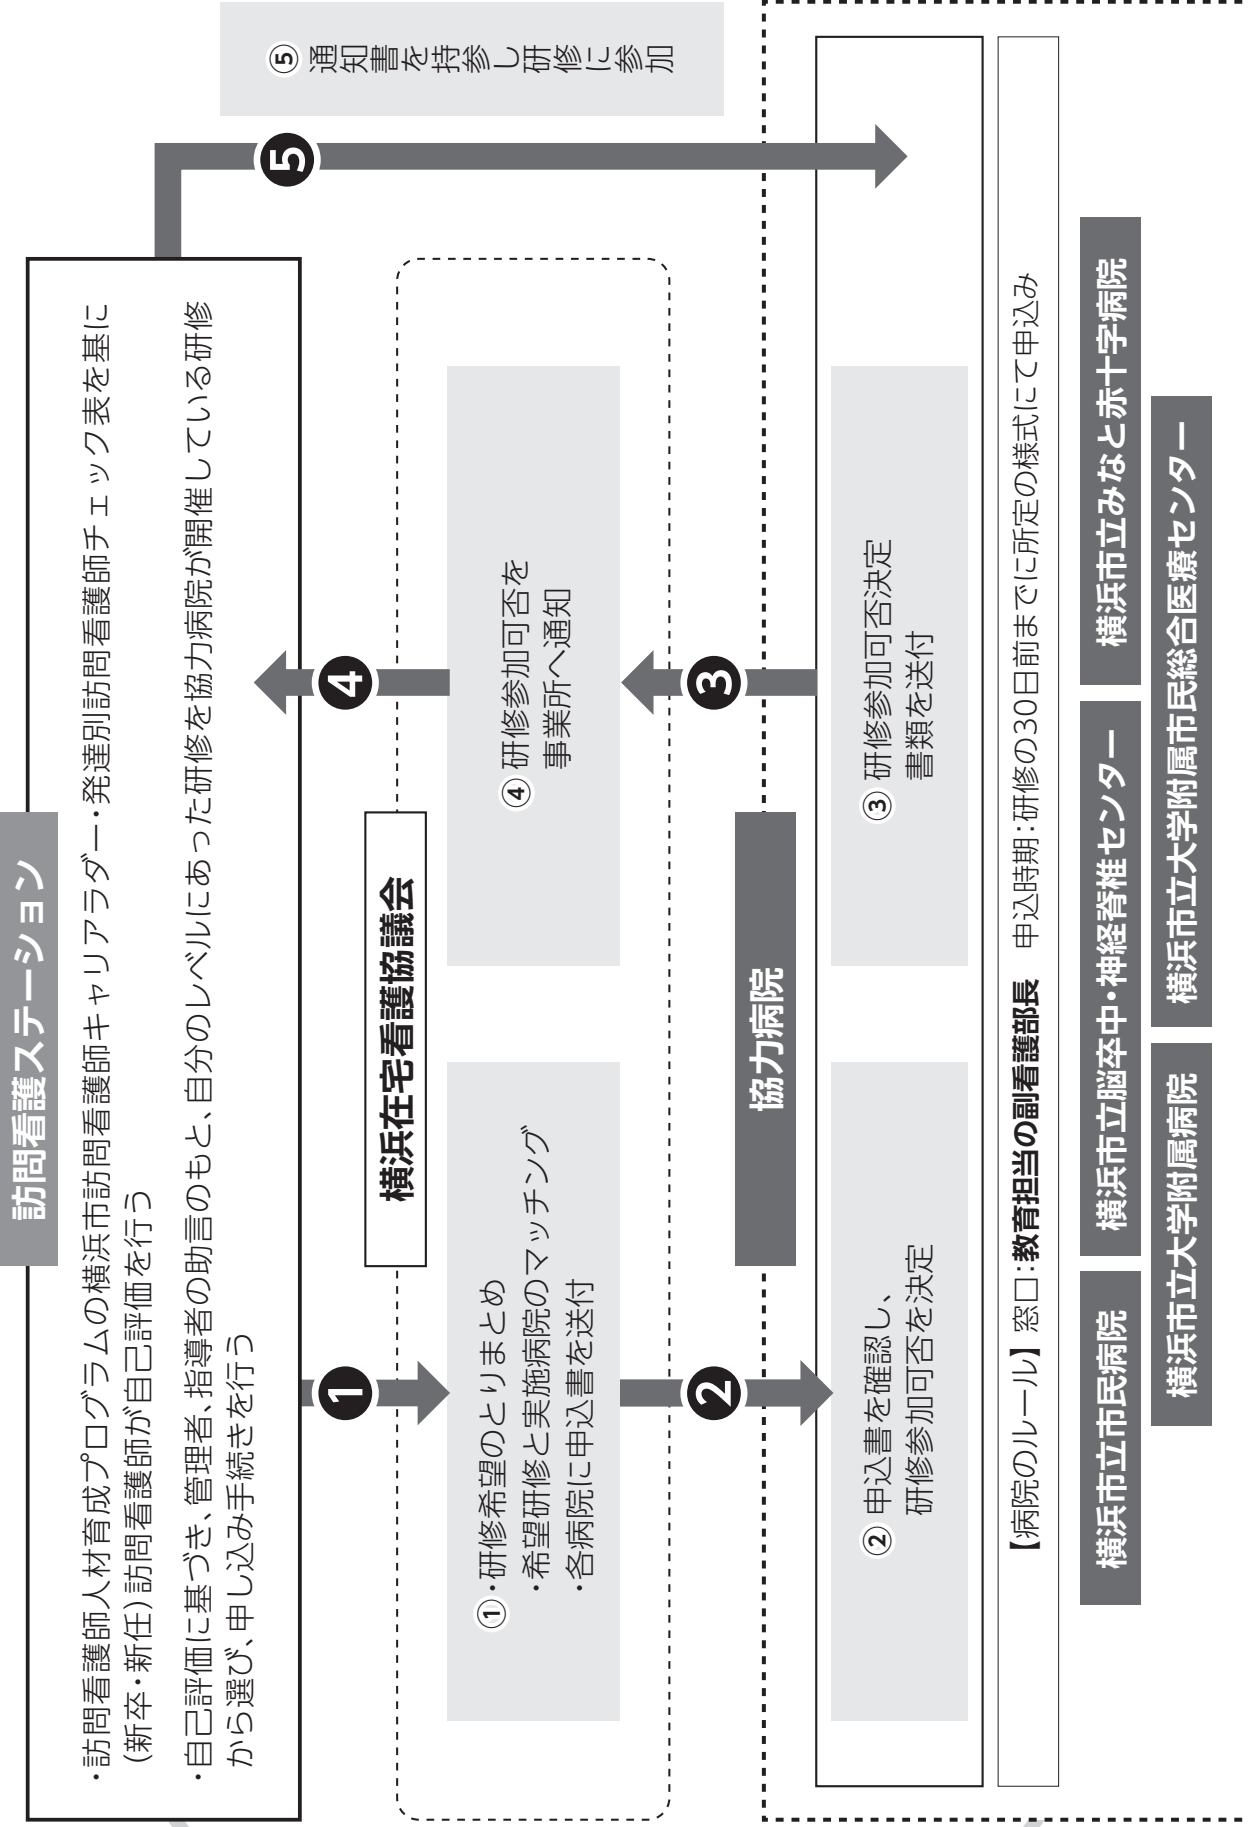 訪問看護ステーション
・訪問看護師人材育成プログラムの横浜市訪問看護師キャリアラダー・発達別訪問看護師チェック表を基に
(新卒・新任)訪問看護師が自己評価を行う
・自己評価に基づき、管理者、指導者の助言のもと、自分のレベルにあった研修を協力病院が開催している研修
から選び、申し込み手続きを行う
1
4
5
⑤ 通知書を持参し研修に参加
横浜在宅看護協議会
①・研修希望のとりまとめ
・希望研修と実施病院のマッチング
・各病院に申込書を送付
④ 研修参加可否を
事業所へ通知
2
3
協力病院
② 申込書を確認し、
研修参加可否を決定
③ 研修参加可否決定
書類を送付
【病院のルール】窓口:教育担当の副看護部長 申込時期:研修の30日前までに所定の様式にて申込み
横浜市立市民病院
横浜市立脳卒中・神経脊椎センター
横浜市立みなと赤十字病院
横浜市立大学附属病院
横浜市立大学附属市民総合医療センター